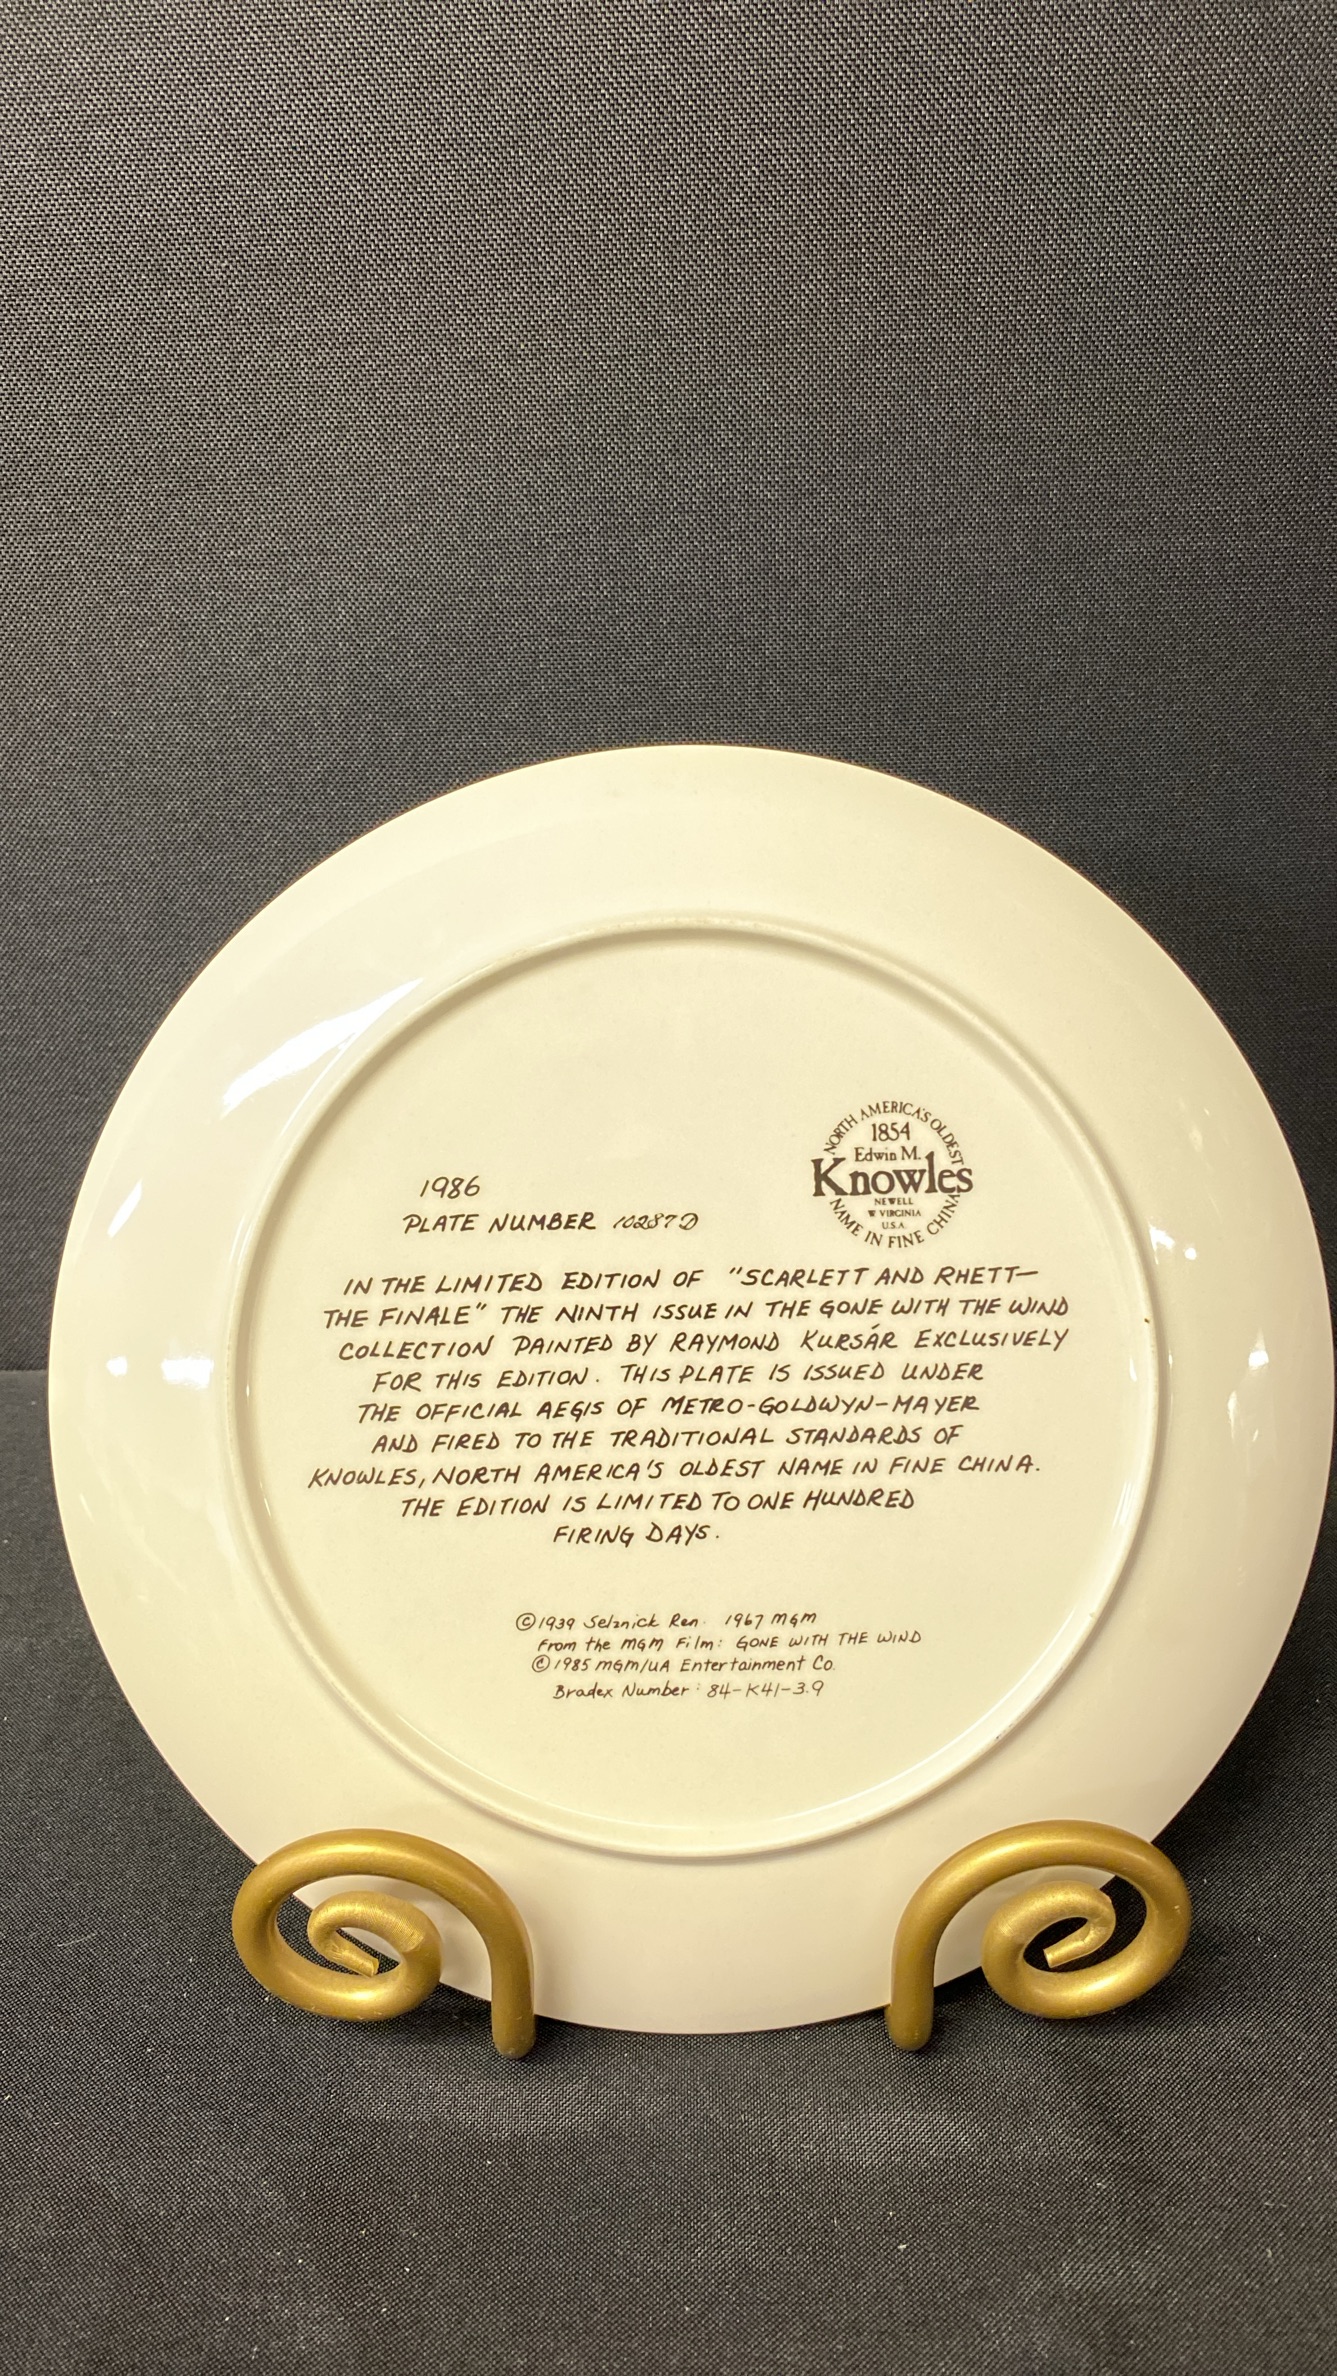 NORTH AMERICA'S OLDEST
1854
Edwin M.
Knowles
NEWELL
W VIRGINIA
U.S.A.
NAME IN FINE CHINA
1986
PLATE NUMBER 10287D
IN THE LIMITED EDITION OF "SCARLETT AND RHETT—
THE FINALE" THE NINTH ISSUE IN THE GONE WITH THE WIND
COLLECTION PAINTED BY RAYMOND KURSÁR EXCLUSIVELY
FOR THIS EDITION. THIS PLATE IS ISSUED UNDER
THE OFFICIAL AEGIS OF METRO-GOLDWYN-MAYER
AND FIRED TO THE TRADITIONAL STANDARDS OF
KNOWLES, NORTH AMERICA'S OLDEST NAME IN FINE CHINA.
THE EDITION IS LIMITED TO ONE HUNDRED
FIRING DAYS.
©1939 Selznick Ren. 1967 MGM
From the MGM Film: GONE WITH THE WIND
©1985 MGM/UA Entertainment Co.
Bradex Number: 84-K41-3.9